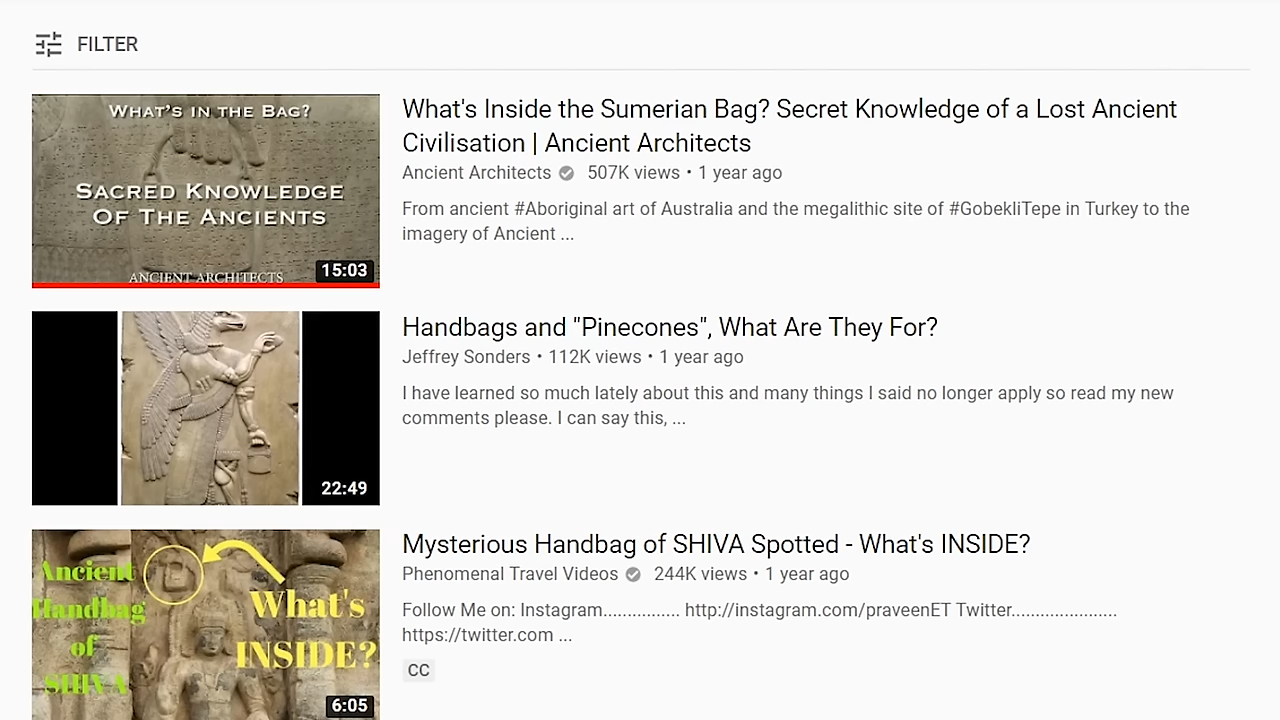 FILTER
WHAT'S IN THE BAG?
SACRED KNOWLEDGE
OF THE ANCIENTS
ANCIENT ARCHITECTS
15:03
What's Inside the Sumerian Bag? Secret Knowledge of a Lost Ancient
Civilisation | Ancient Architects
Ancient Architects 507K views • 1 year ago
From ancient #Aboriginal art of Australia and the megalithic site of #GobekliTepe in Turkey to the
imagery of Ancient ...
22:49
Handbags and "Pinecones", What Are They For?
Jeffrey Sonders • 112K views • 1 year ago
I have learned so much lately about this and many things I said no longer apply so read my new
comments please. I can say this, ...
Ancient
Handbag
of
SHIVA
What's
INSIDE?
6:05
Mysterious Handbag of SHIVA Spotted - What's INSIDE?
Phenomenal Travel Videos 244K views • 1 year ago
Follow Me on: Instagram................ http://instagram.com/praveenET Twitter......................
https://twitter.com ...
CC